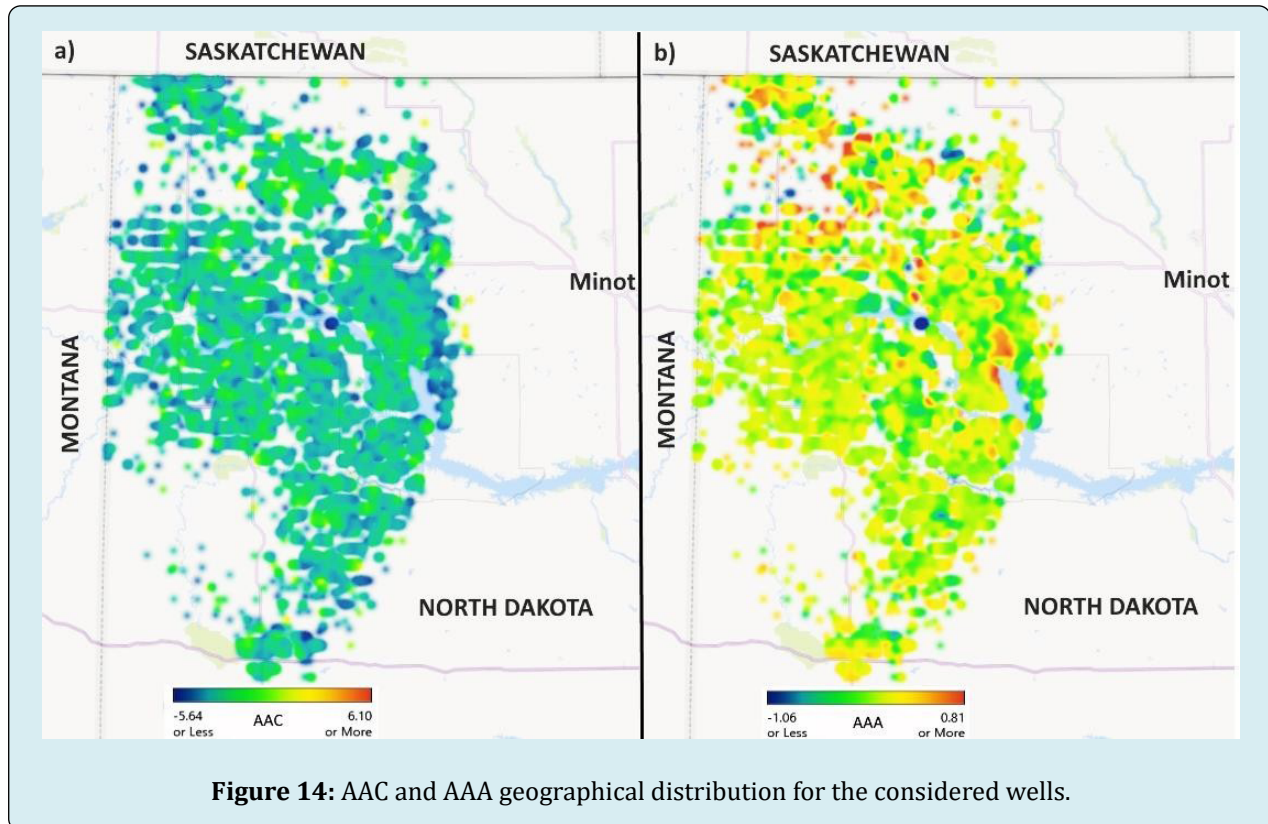 a)
SASKATCHEWAN
MONTANA
Minot
NORTH DAKOTA
-5.64
or Less
AAC
6.10
or More
b)
SASKATCHEWAN
MONTANA
Minot
NORTH DAKOTA
-1.06
or Less
AAA
0.81
or More
Figure 14: AAC and AAA geographical distribution for the considered wells.